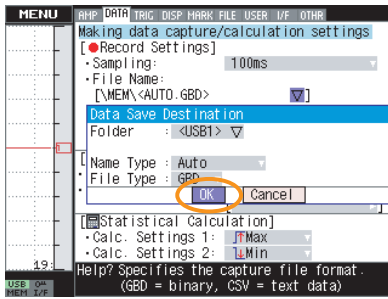 MENU
AMP DATA TRIG DISP MARK FILE USER I/F OTHR
Making data capture/calculation settings
[●Record Settings]
・Sampling: 100ms
・File Name:
[\MEM\<AUTO.GBD> ]
Data Save Destination
Folder : <USB1>
Name Type : Auto
File Type : GBD
OK Cancel
[Statistical Calculation]
・Calc. Settings 1: Max
・Calc. Settings 2: Min
Help? Specifies the capture file format.
(GBD = binary, CSV = text data)
19:
USB
MEM I/F